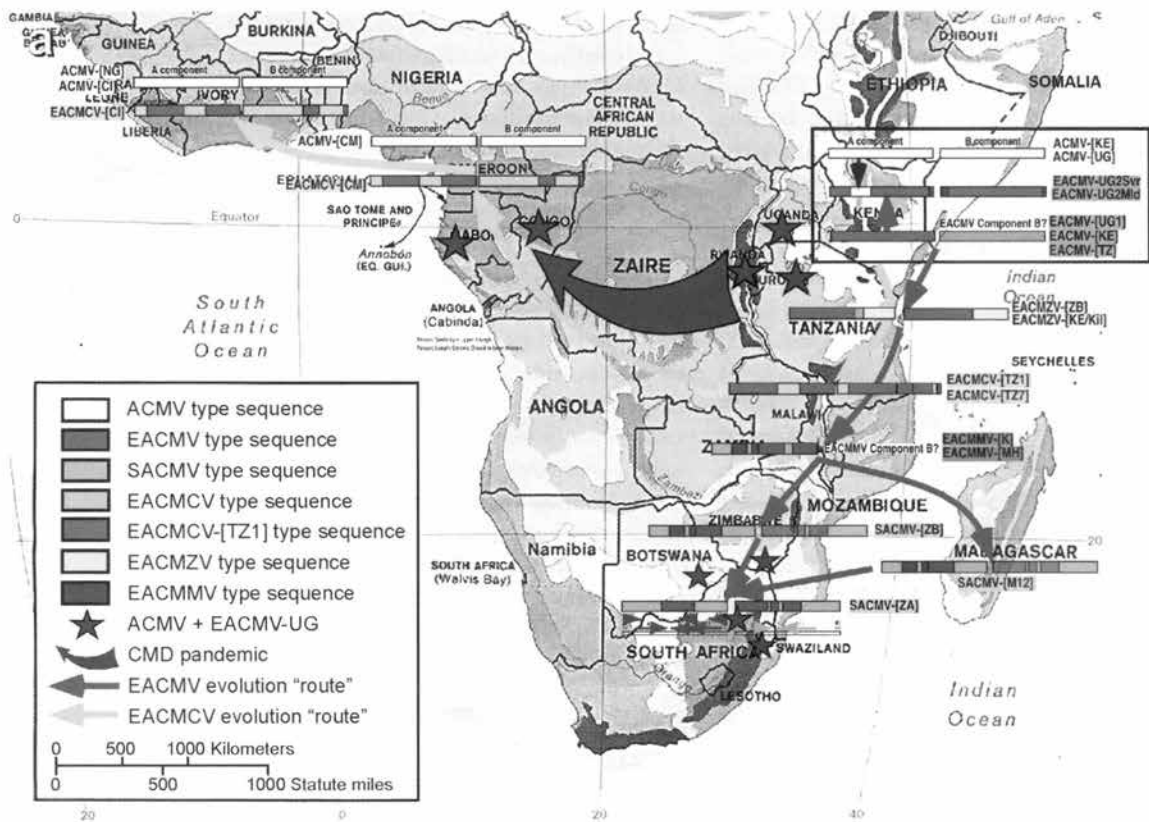 a
GAMBIA
GUINEA
BURKINA
BENIN
NIGERIA
Benue
A component
B component
ACMV-[NG]
ACMV-[CI]
IVORY
EACMCV-[CI]
LIBERIA
CENTRAL
AFRICAN
REPUBLIC
Gulf of Aden
DJIBOUTI
ETHIOPIA
SOMALIA
A component
B component
ACMV-[CM]
EROON
EACMCV-[CM]
A component
B component
ACMV-[KE]
ACMV-[UG]
EACMV-UG2Svr
EACMV-UG2Mld
EACMV Component B?
EACMV-[UG1]
EACMV-[KE]
EACMV-[TZ]
0
Equator
SAO TOME AND
PRINCIPE
Annobón
(EQ. GUI.)
Congo
CONGO
UGANDA
ZAIRE
Indian
Ocean
South
Atlantic
Ocean
ANGOLA
(Cabinda)
TANZANIA
EACMZV-[ZB]
EACMZV-[KE/Kil]
SEYCHELLES
EACMCV-[TZ1]
EACMCV-[TZ7]
ANGOLA
MALAWI
ZAMBIA
EACMMV Component B?
EACMMV-[K]
EACMMV-[MH]
Zambezi
MOZAMBIQUE
ZIMBABWE
SACMV-[ZB]
Namibia
BOTSWANA
MADAGASCAR
20
SOUTH AFRICA
(Walvis Bay)
SACMV-[M12]
SACMV-[ZA]
SOUTH AFRICA
SWAZILAND
Orange
LESOTHO
Indian
Ocean
ACMV type sequence
EACMV type sequence
SACMV type sequence
EACMCV type sequence
EACMCV-[TZ1] type sequence
EACMZV type sequence
EACMMV type sequence
ACMV + EACMV-UG
CMD pandemic
EACMV evolution “route”
EACMCV evolution “route”
0 500 1000 Kilometers
0 500 1000 Statute miles
20 0 20 40